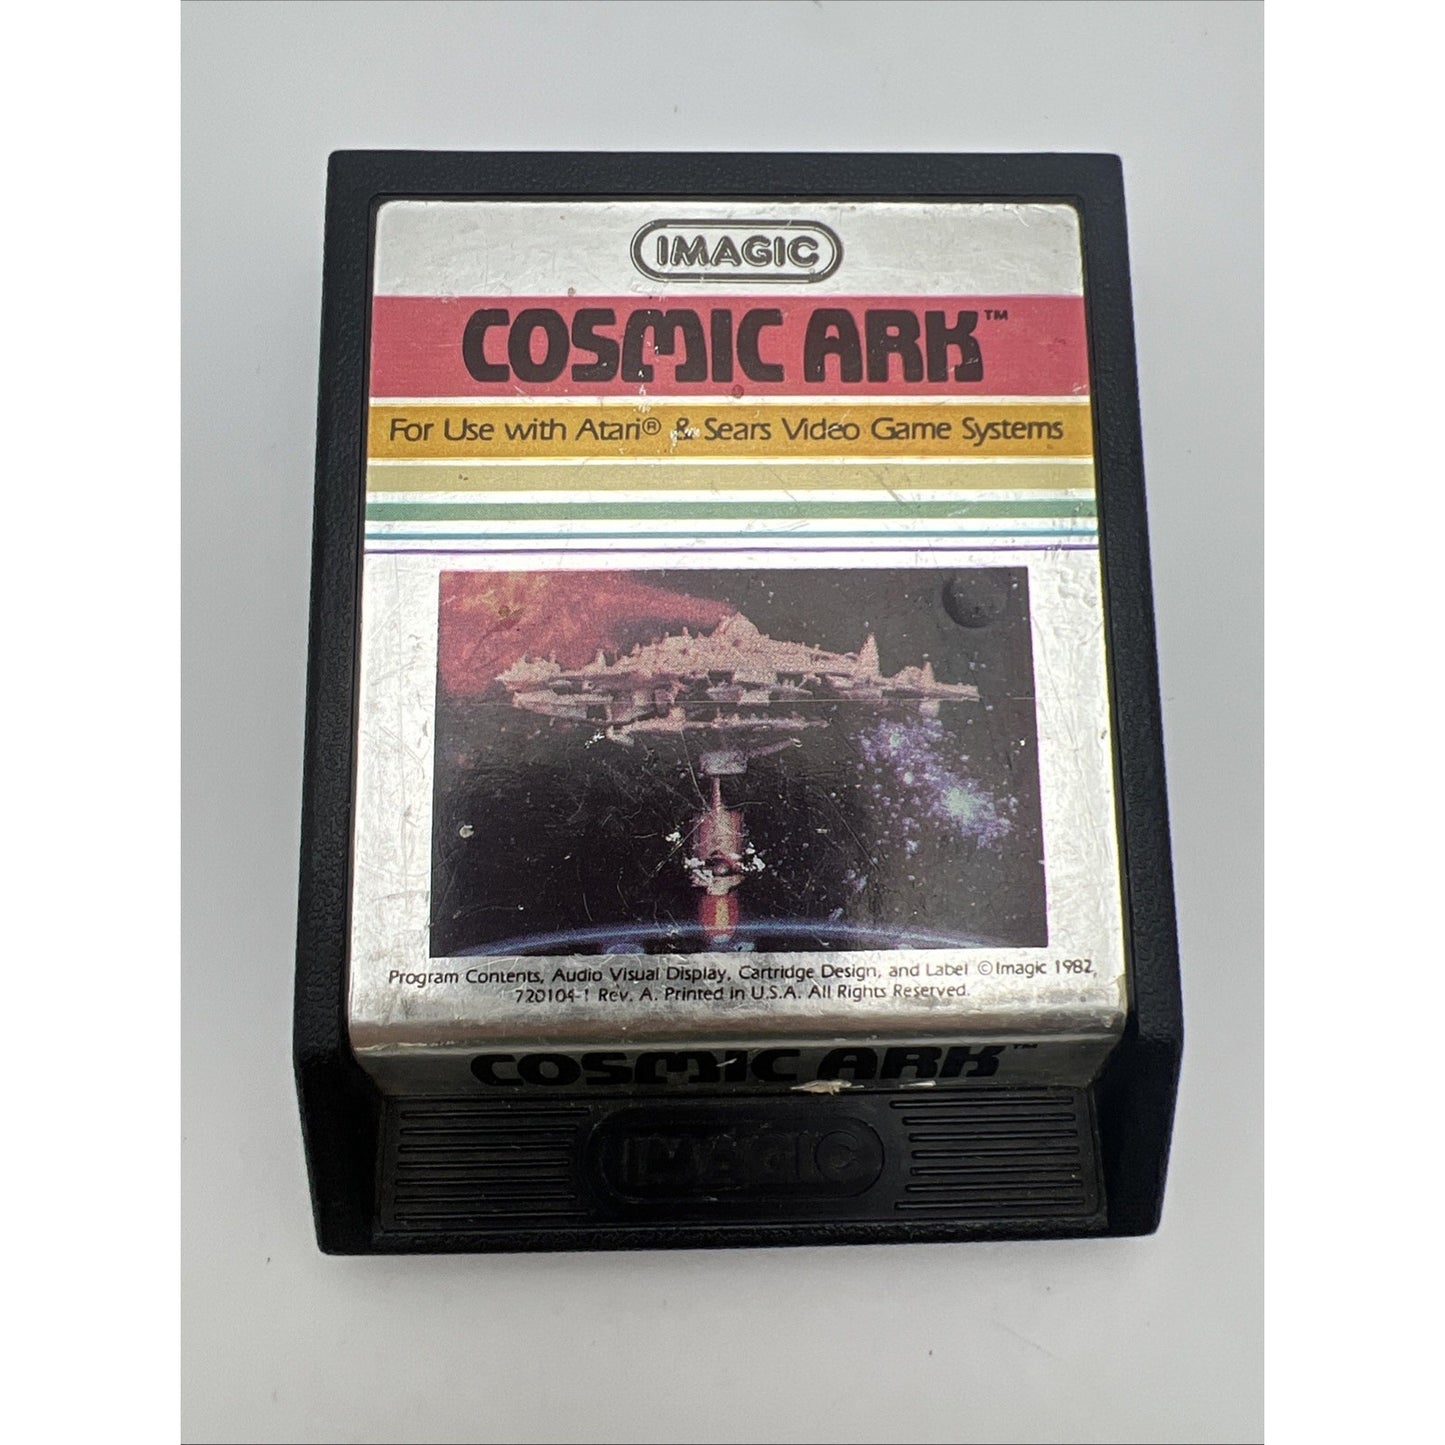 IMAGIC
COSMIC ARK™
For Use with Atari® & Sears Video Game Systems
Program Contents, Audio Visual Display, Cartridge Design, and Label ©Imagic 1982,
720104-1 Rev. A. Printed in U.S.A. All Rights Reserved.
COSMIC ARK™
IMAGIC